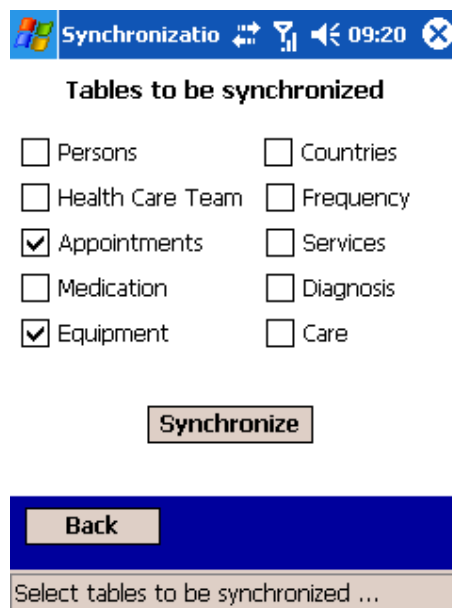 Synchronizatio 09:20
Tables to be synchronized
Persons Countries
Health Care Team Frequency
Appointments Services
Medication Diagnosis
Equipment Care
Synchronize
Back
Select tables to be synchronized ...